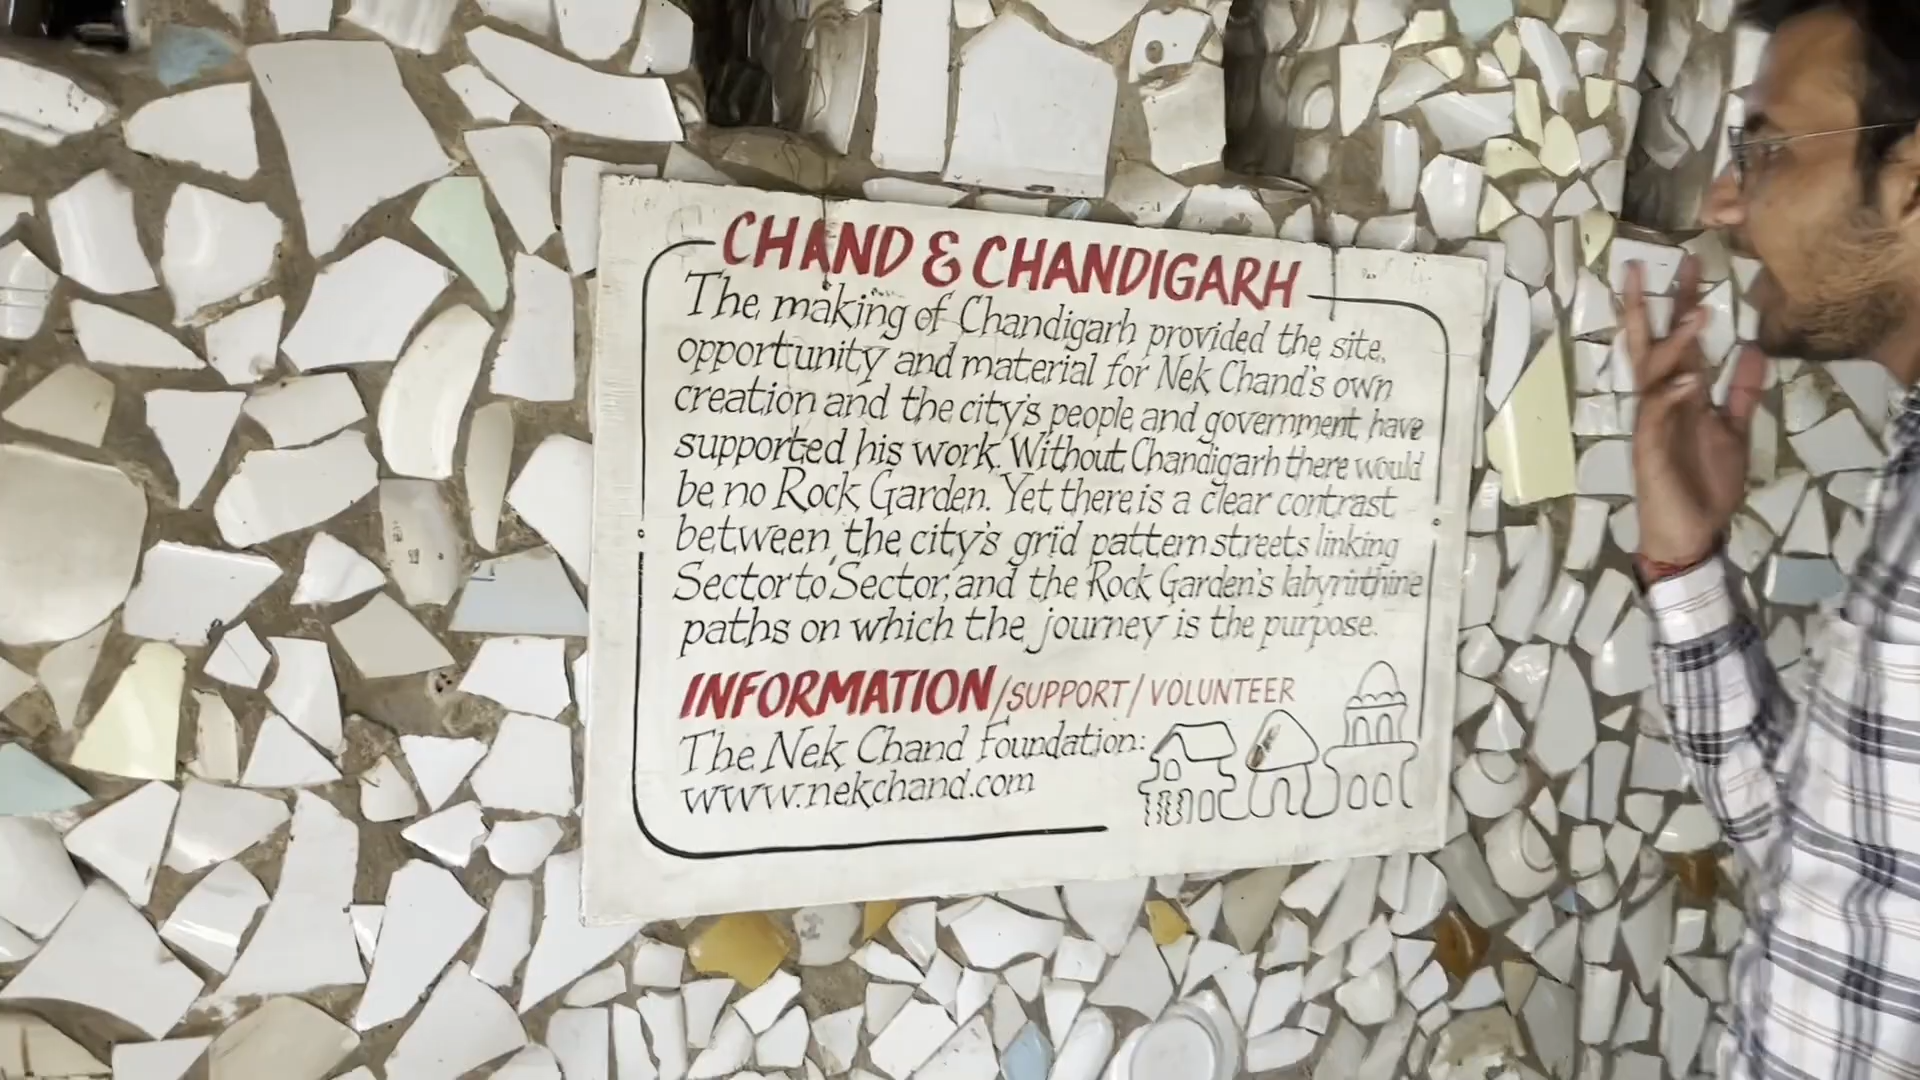 CHAND & CHANDIGARH
The making of Chandigarh provided the site,
opportunity and material for Nek Chand's own
creation and the city's people and government have
supported his work. Without Chandigarh there would
be no Rock Garden. Yet there is a clear contrast
between the city's grid pattern streets linking
Sector to Sector, and the Rock Garden's labyrinthine
paths on which the journey is the purpose.
INFORMATION/SUPPORT/VOLUNTEER
The Nek Chand Foundation:
www.nekchand.com